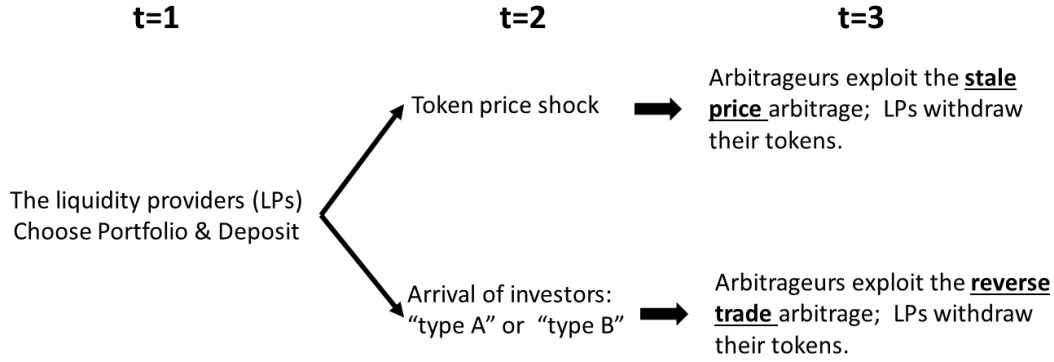 t=1
t=2
t=3
Token price shock
Arbitrageurs exploit the stale
price arbitrage; LPs withdraw
their tokens.
The liquidity providers (LPs)
Choose Portfolio & Deposit
Arrival of investors:
“type A” or “type B”
Arbitrageurs exploit the reverse
trade arbitrage; LPs withdraw
their tokens.